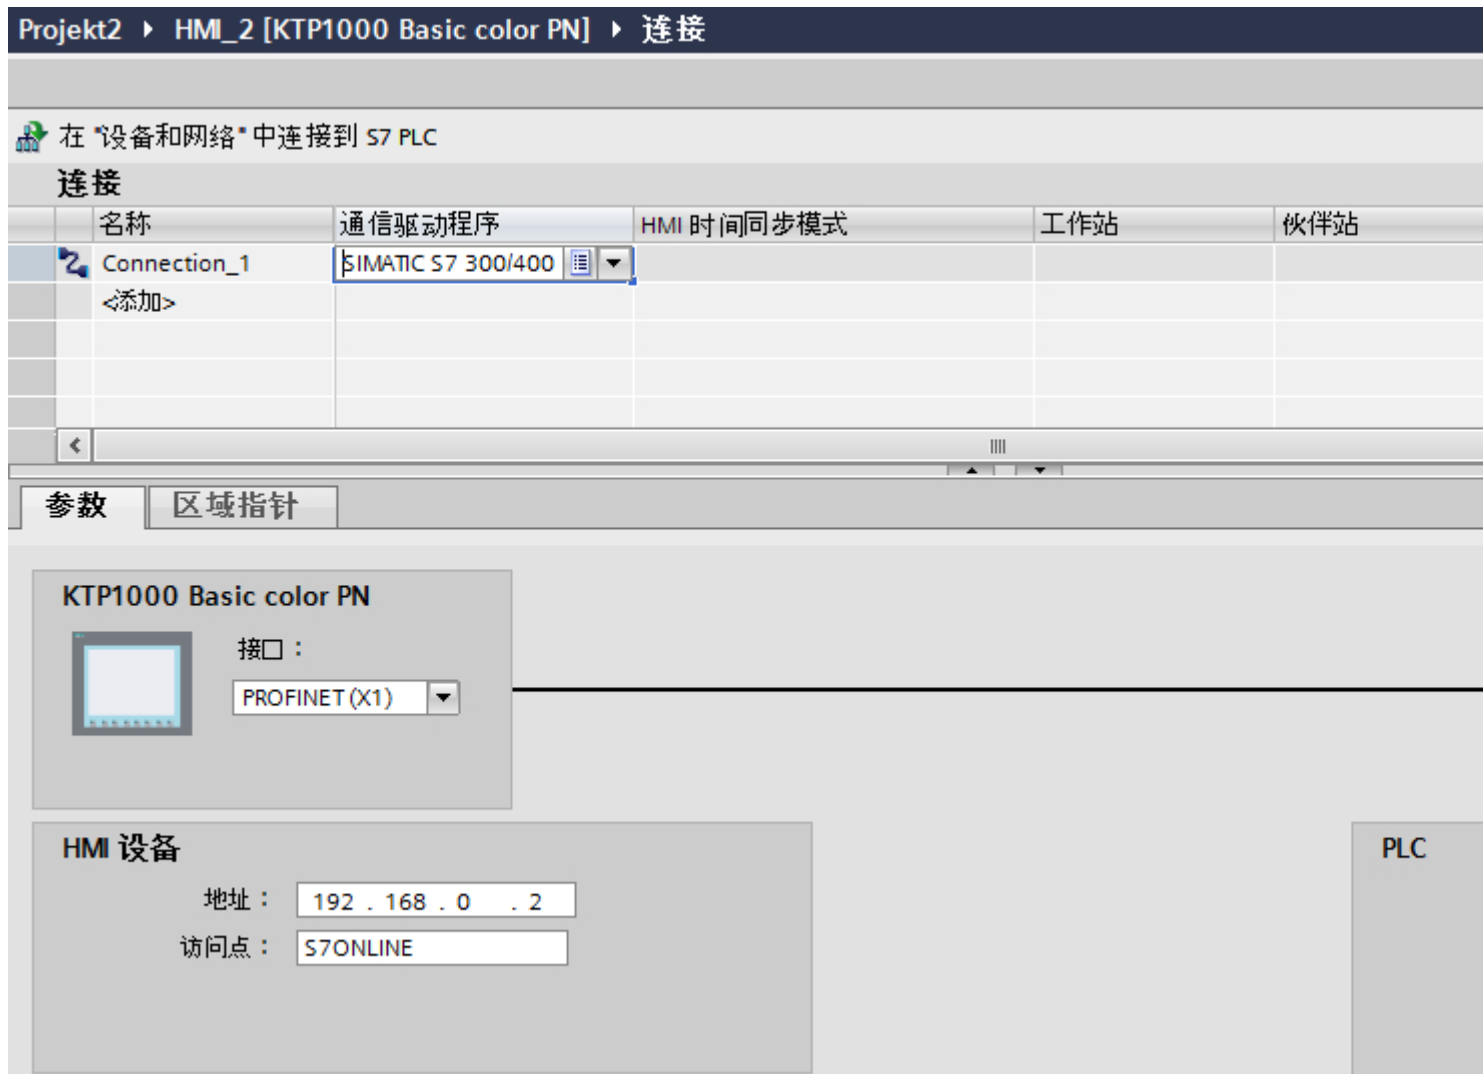 Projekt2 ▸ HMI_2 [KTP1000 Basic color PN] ▸ 连接
在 "设备和网络" 中连接到 S7 PLC
连接
名称 通信驱动程序 HMI 时间同步模式 工作站 伙伴站
Connection_1 SIMATIC S7 300/400
<添加>
参数 区域指针
KTP1000 Basic color PN
接口：
PROFINET (X1)
HMI 设备 PLC
地址： 192 . 168 . 0 . 2
访问点： S7ONLINE